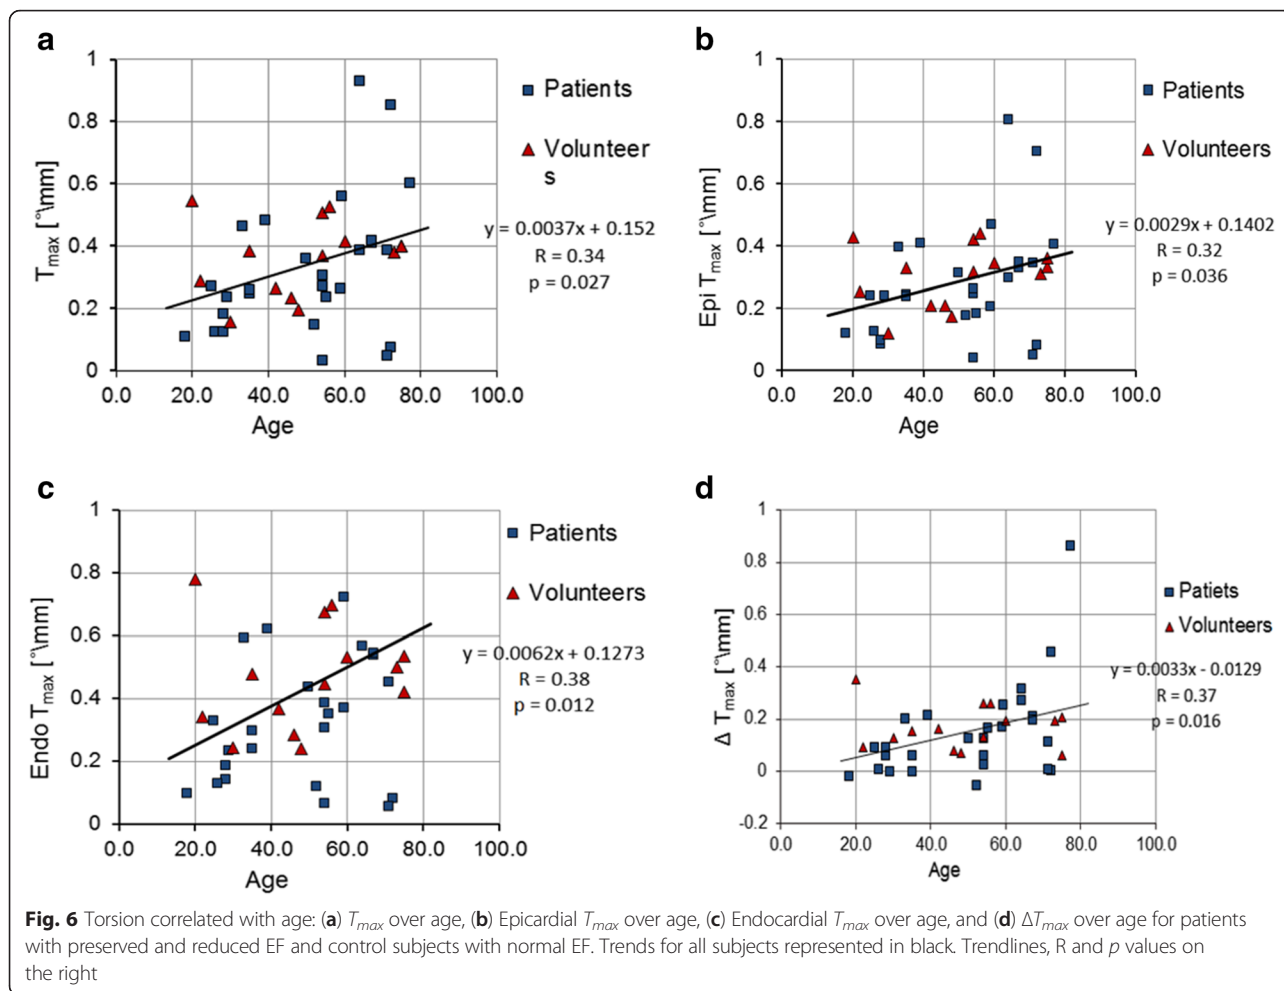 a
1
0.8
0.6
0.4
0.2
0
0.0 20.0 40.0 60.0 80.0 100.0
Tmax [°\mm]
Age
Patients
Volunteer
s
y = 0.0037x + 0.152
R = 0.34
p = 0.027
b
1
0.8
0.6
0.4
0.2
0
0.0 20.0 40.0 60.0 80.0 100.0
Epi Tmax [°\mm]
Age
Patients
Volunteers
y = 0.0029x + 0.1402
R = 0.32
p = 0.036
c
1
0.8
0.6
0.4
0.2
0
0.0 20.0 40.0 60.0 80.0 100.0
Endo Tmax [°\mm]
Age
Patients
Volunteers
y = 0.0062x + 0.1273
R = 0.38
p = 0.012
d
1
0.8
0.6
0.4
0.2
0
-0.2
0.0 20.0 40.0 60.0 80.0 100.0
Δ Tmax [°\mm]
Age
Patiets
Volunteers
y = 0.0033x - 0.0129
R = 0.37
p = 0.016
Fig. 6 Torsion correlated with age: (a) Tmax over age, (b) Epicardial Tmax over age, (c) Endocardial Tmax over age, and (d) ΔTmax over age for patients
with preserved and reduced EF and control subjects with normal EF. Trends for all subjects represented in black. Trendlines, R and p values on
the right